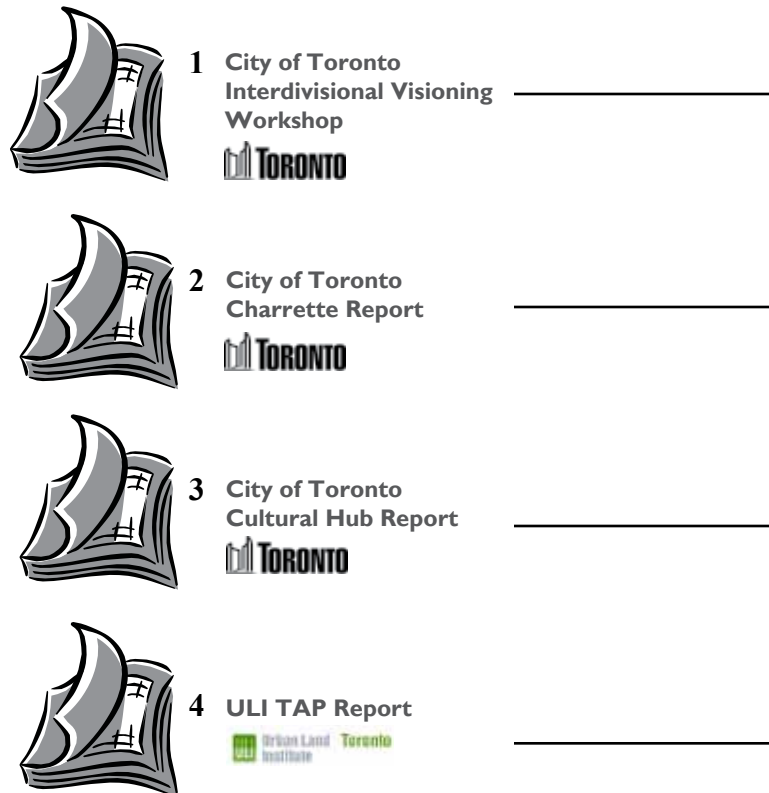 1 City of Toronto
Interdivisional Visioning
Workshop
TORONTO
2 City of Toronto
Charrette Report
TORONTO
3 City of Toronto
Cultural Hub Report
TORONTO
4 ULI TAP Report
Urban Land Toronto
Institute